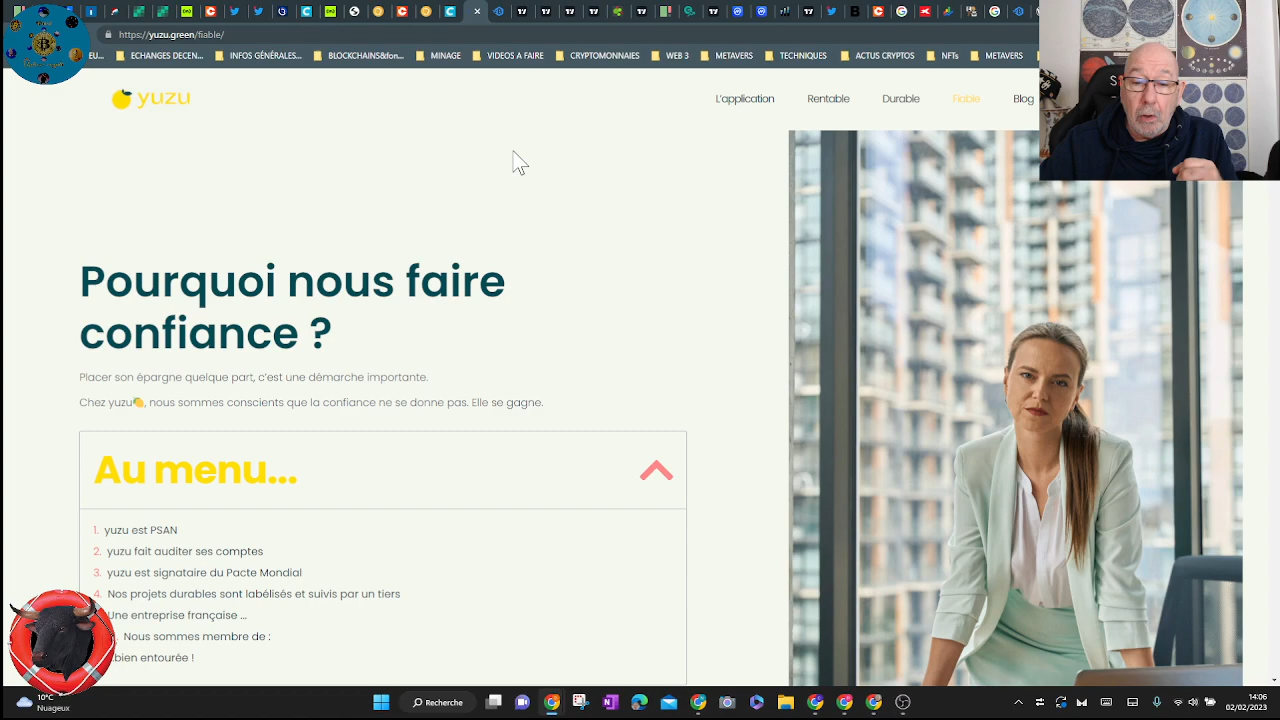 https://yuzu.green/fiable/
EU...
ECHANGES DECEN...
INFOS GÉNÉRALES...
BLOCKCHAINS&tion...
MINAGE
VIDEOS A FAIRE
CRYPTOMONNAIES
WEB 3
METAVERS
TECHNIQUES
ACTUS CRYPTOS
NFTs
METAVERS
yuzu
L'application
Rentable
Durable
Fiable
Blog
Pourquoi nous faire
confiance ?
Placer son épargne quelque part, c'est une démarche importante.
Chez yuzu🍋, nous sommes conscients que la confiance ne se donne pas. Elle se gagne.
Au menu...
1. yuzu est PSAN
2. yuzu fait auditer ses comptes
3. yuzu est signataire du Pacte Mondial
4. Nos projets durables sont labélisés et suivis par un tiers
Une entreprise française ...
Nous sommes membre de :
bien entourée !
10°C
Nuageux
Recherche
14:06
02/02/2023